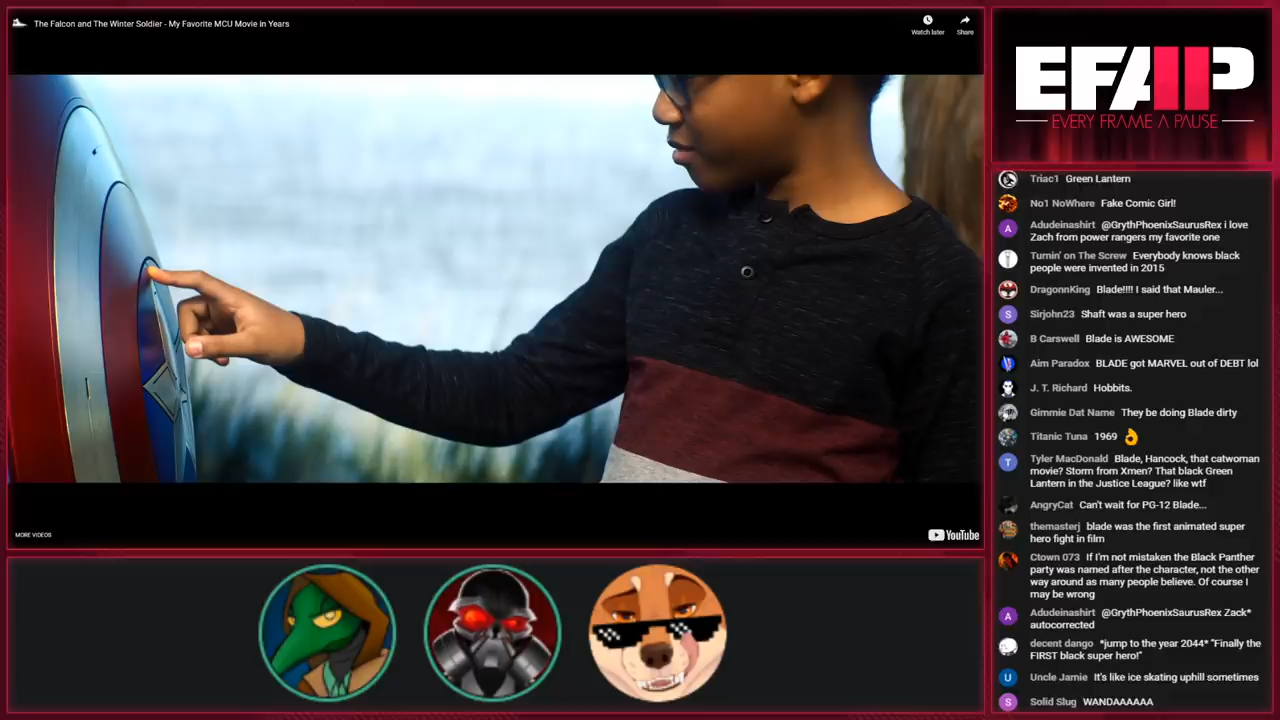 The Falcon and The Winter Soldier - My Favorite MCU Movie in Years
Watch later
Share
MORE VIDEOS
YouTube
EFAP
EVERY FRAME A PAUSE
Triac1 Green Lantern
No1 NoWhere Fake Comic Girl!
Adudeinashirt @GrythPhoenixSaurusRex i love
Zach from power rangers my favorite one
Turnin' on The Screw Everybody knows black
people were invented in 2015
DragonnKing Blade!!!! I said that Mauler...
Sirjohn23 Shaft was a super hero
B Carswell Blade is AWESOME
Aim Paradox BLADE got MARVEL out of DEBT lol
J. T. Richard Hobbits.
Gimmie Dat Name They be doing Blade dirty
Titanic Tuna 1969 👌
Tyler MacDonald Blade, Hancock, that catwoman
movie? Storm from Xmen? That black Green
Lantern in the Justice League? like wtf
AngryCat Can't wait for PG-12 Blade...
themasterj blade was the first animated super
hero fight in film
Ctown 073 If I'm not mistaken the Black Panther
party was named after the character, not the other
way around as many people believe. Of course I
may be wrong
Adudeinashirt @GrythPhoenixSaurusRex Zack*
autocorrected
decent dango *jump to the year 2044* "Finally the
FIRST black super hero!"
Uncle Jamie It's like ice skating uphill sometimes
Solid Slug WANDAAAAAA